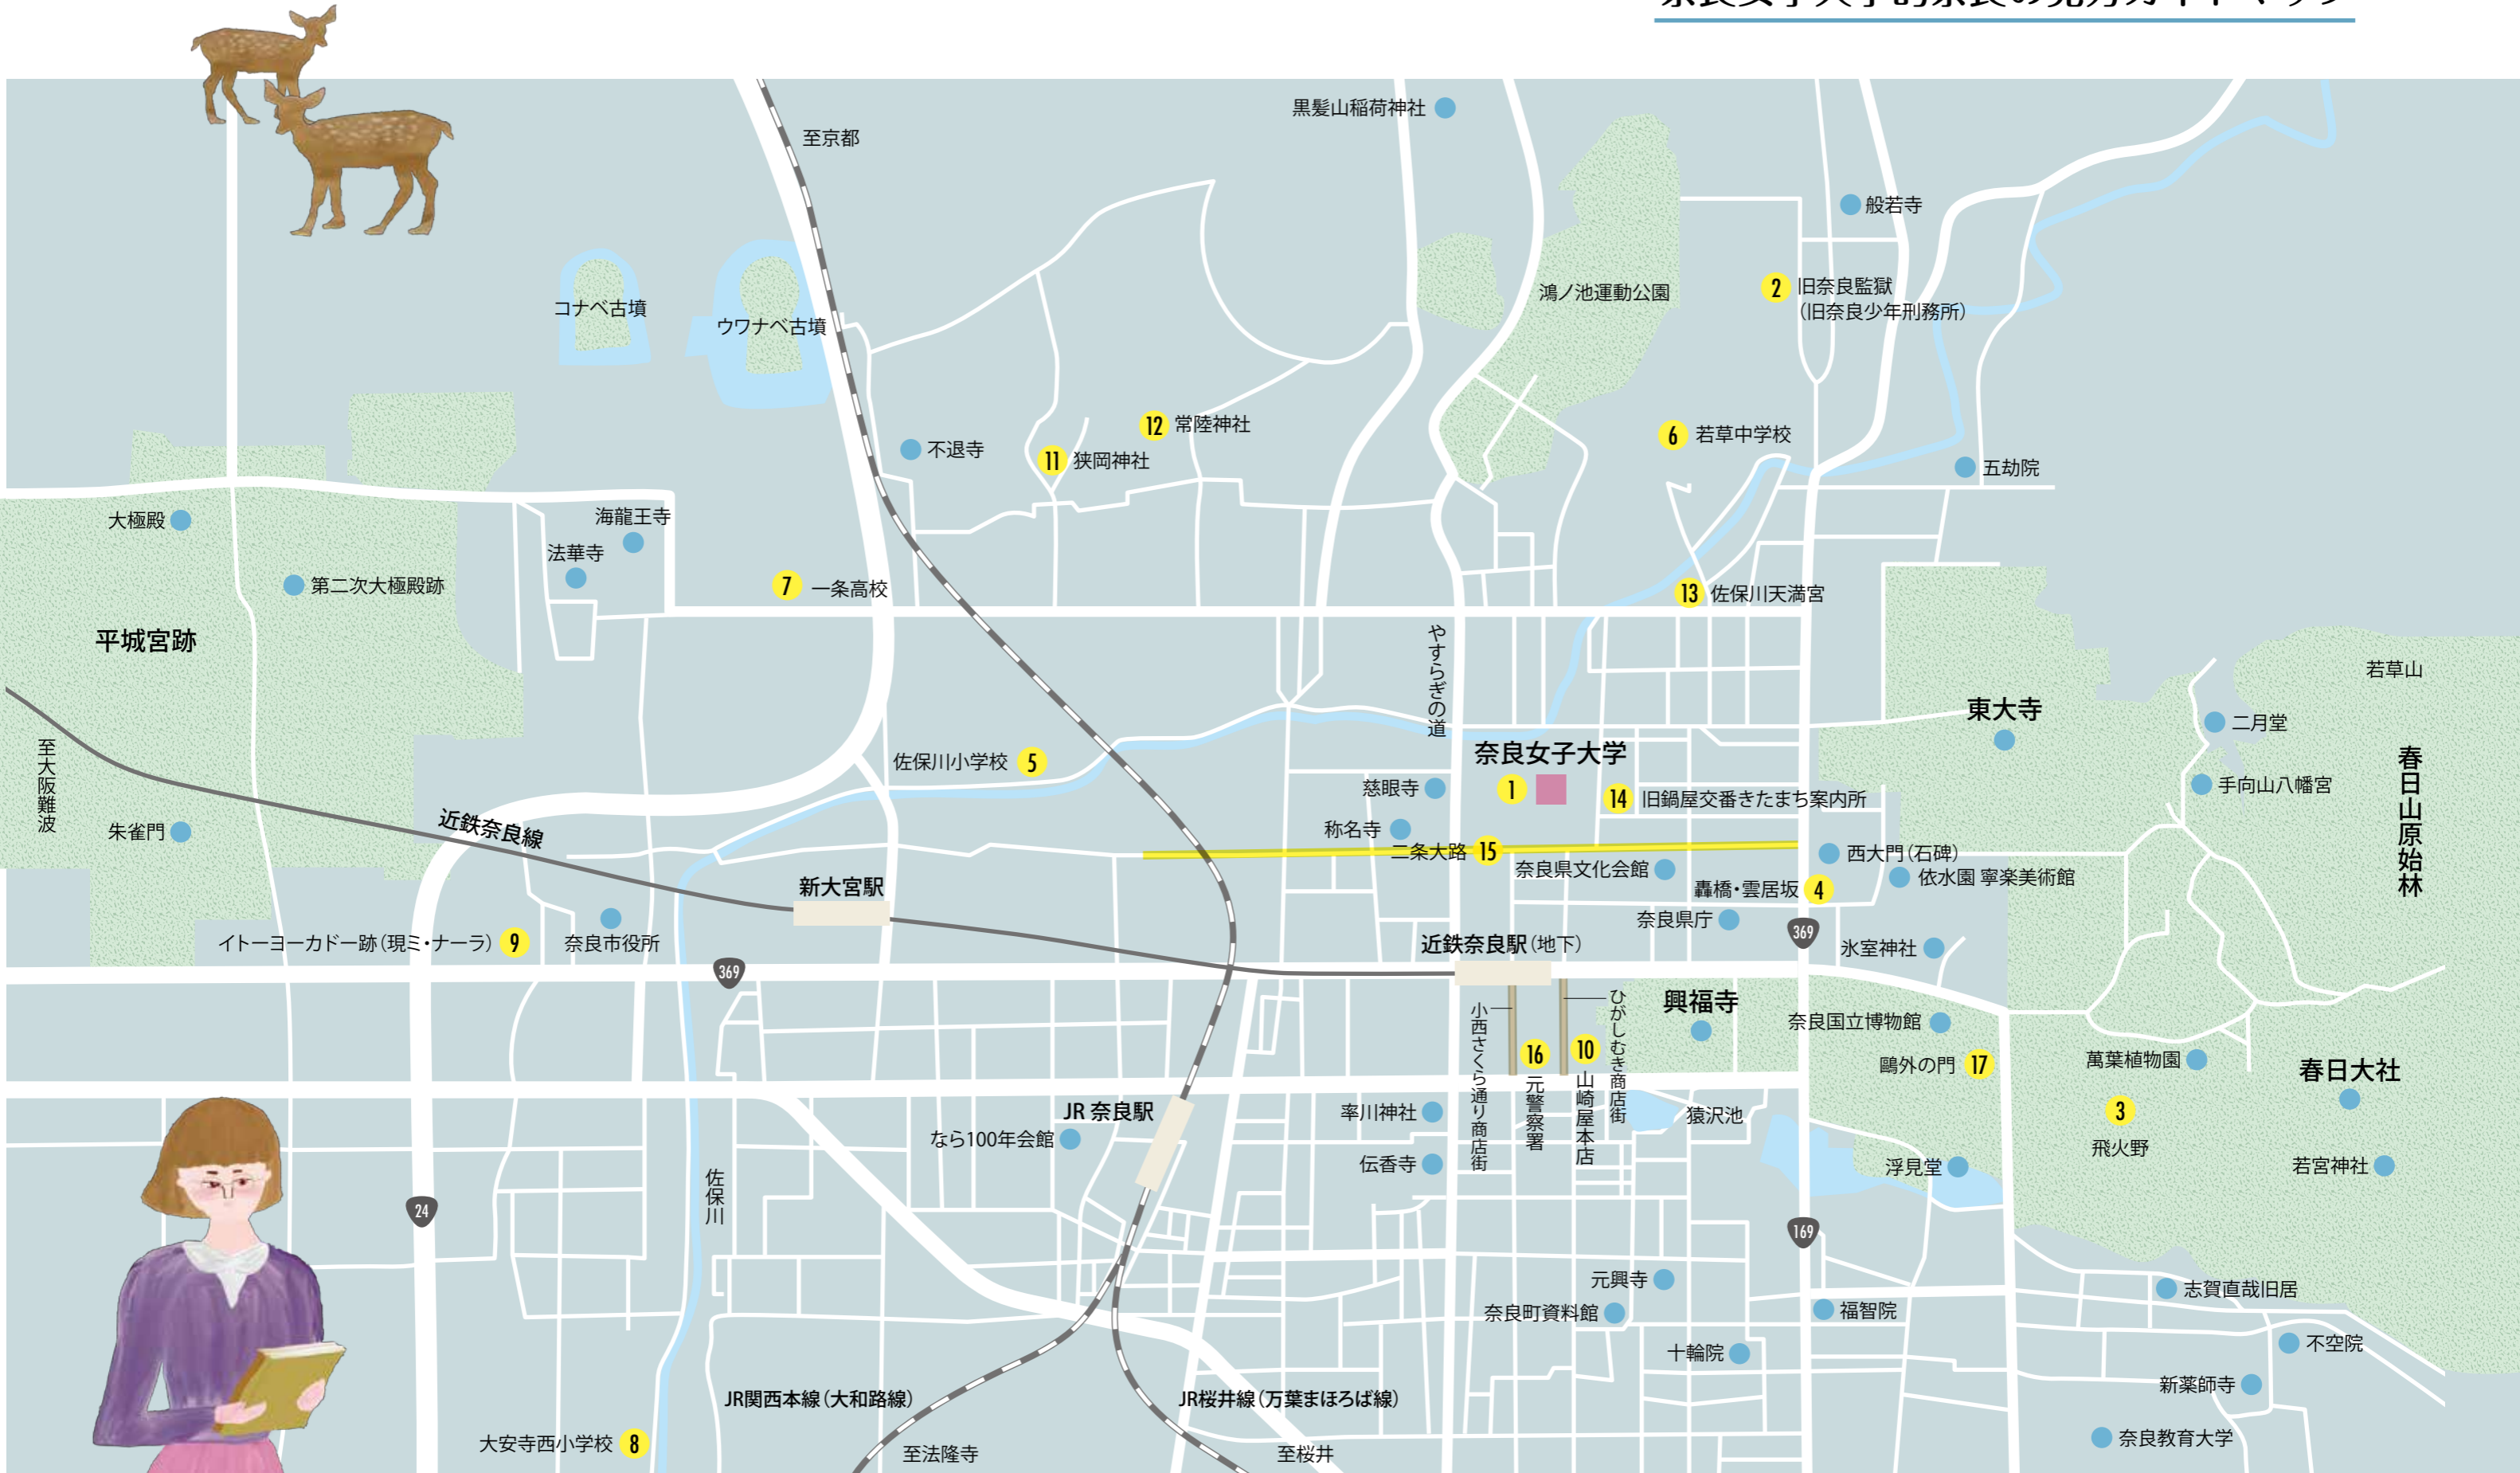 奈良女子大学的奈良の見方ガイドマップ
至京都
黒髪山稲荷神社
般若寺
コナベ古墳
ウワナベ古墳
鴻ノ池運動公園
2 旧奈良監獄
（旧奈良少年刑務所）
不退寺
12 常陸神社
11 狭岡神社
6 若草中学校
五劫院
大極殿
海龍王寺
法華寺
第二次大極殿跡
7 一条高校
13 佐保川天満宮
平城宮跡
やすらぎの道
東大寺
若草山
二月堂
至大阪難波
佐保川小学校 5
奈良女子大学
1
慈眼寺
14 旧鍋屋交番きたまち案内所
手向山八幡宮
春日山原始林
朱雀門
近鉄奈良線
称名寺
二条大路 15
奈良県文化会館
西大門(石碑)
依水園 寧楽美術館
轟橋・雲居坂 4
新大宮駅
奈良県庁
369
イトーヨーカドー跡（現ミ・ナーラ） 9
奈良市役所
近鉄奈良駅（地下）
氷室神社
369
小西さくら通り商店街
ひがしむき商店街
興福寺
奈良国立博物館
16 元警察署
10 山崎屋本店
鷗外の門 17
萬葉植物園
春日大社
JR 奈良駅
なら100年会館
率川神社
猿沢池
3
飛火野
伝香寺
浮見堂
若宮神社
佐保川
24
169
元興寺
志賀直哉旧居
奈良町資料館
福智院
十輪院
不空院
新薬師寺
JR関西本線（大和路線）
JR桜井線（万葉まほろば線）
大安寺西小学校 8
至法隆寺
至桜井
奈良教育大学